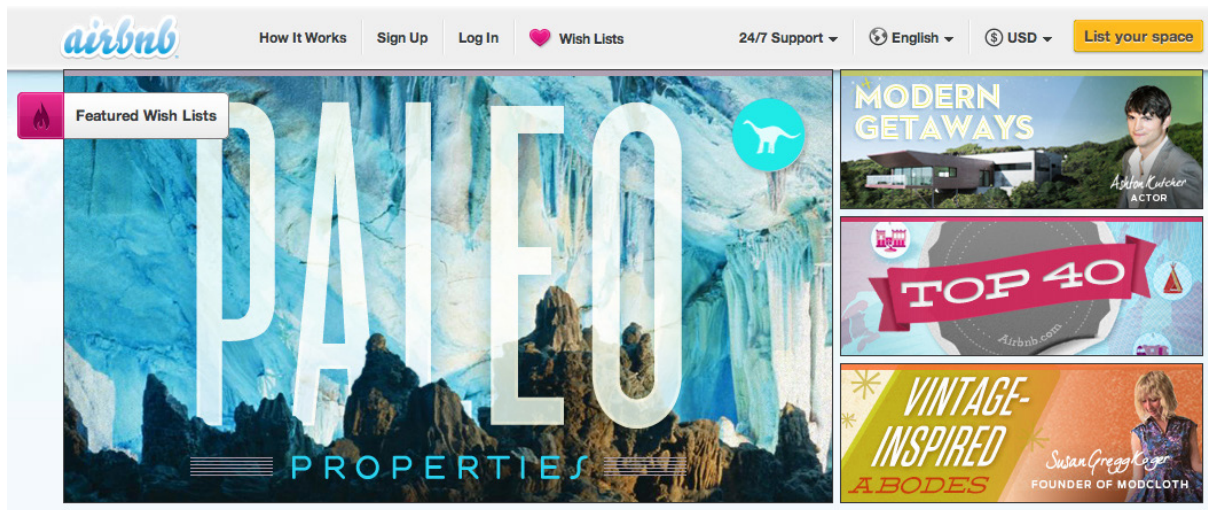 airbnb
How It Works
Sign Up
Log In
Wish Lists
24/7 Support
English
$ USD
List your space
Featured Wish Lists
PALEO
PROPERTIES
MODERN
GETAWAYS
Ashton Kutcher
ACTOR
TOP 40
Airbnb.com
VINTAGE-
INSPIRED
ABODES
Susan Gregg Koger
FOUNDER OF MODCLOTH